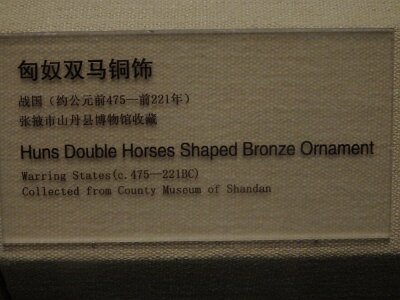 匈奴双马铜饰
战国（约公元前475—前221年）
张掖市山丹县博物馆收藏
Huns Double Horses Shaped Bronze Ornament
Warring States(c. 475—221BC)
Collected from County Museum of Shandan